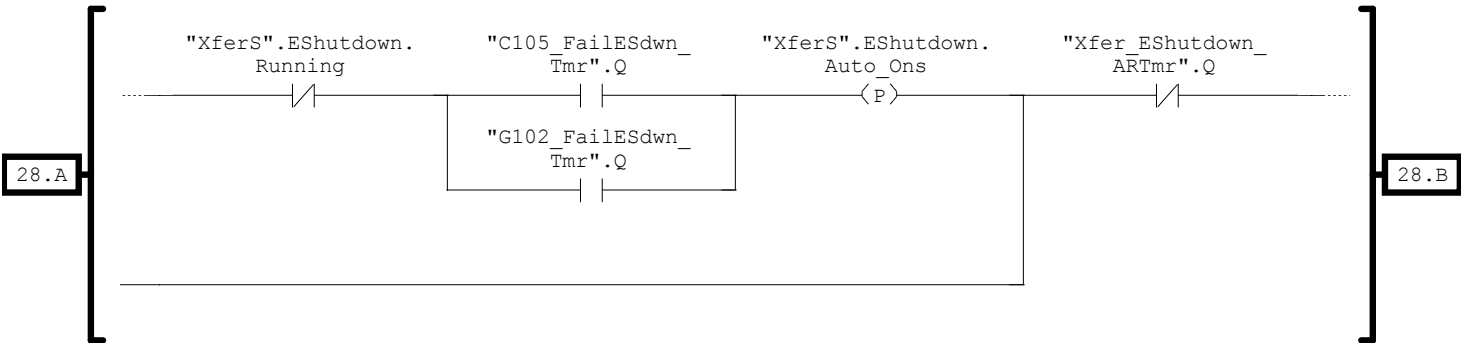 "XferS".EShutdown.
Running
"C105_FailESdwn_
Tmr".Q
"XferS".EShutdown.
Auto_Ons
"Xfer_EShutdown_
ARTmr".Q
P
"G102_FailESdwn_
Tmr".Q
28.A
28.B